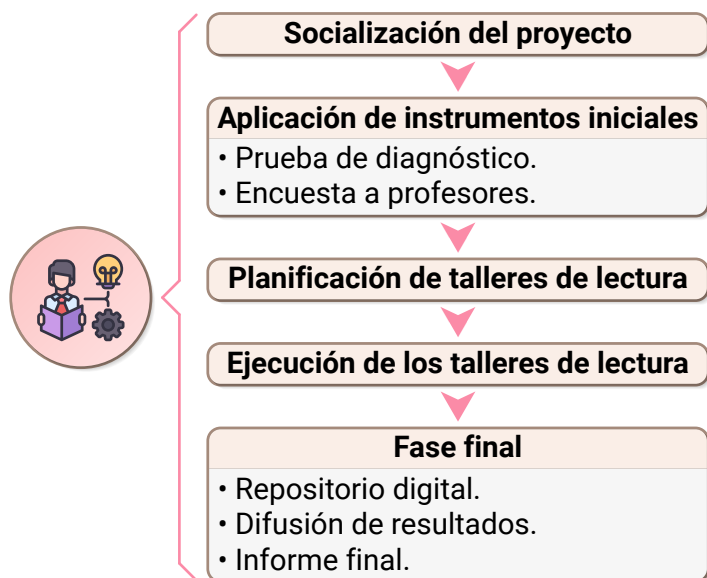 Socialización del proyecto
Aplicación de instrumentos iniciales
• Prueba de diagnóstico.
• Encuesta a profesores.
Planificación de talleres de lectura
Ejecución de los talleres de lectura
Fase final
• Repositorio digital.
• Difusión de resultados.
• Informe final.